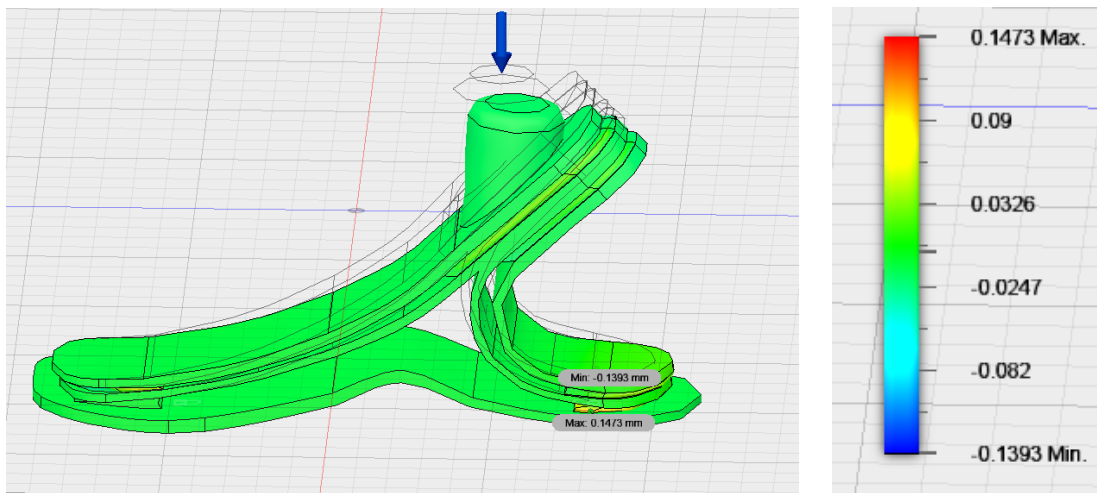 Min: -0.1393 mm
Max: 0.1473 mm
0.1473 Max.
0.09
0.0326
-0.0247
-0.082
-0.1393 Min.